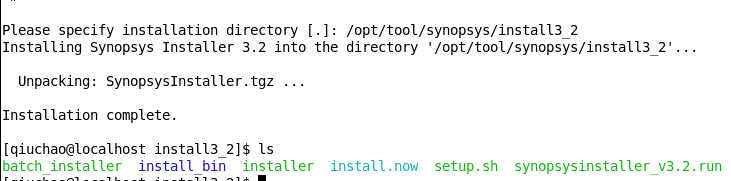 Please specify installation directory [.]: /opt/tool/synopsys/install3_2
Installing Synopsys Installer 3.2 into the directory '/opt/tool/synopsys/install3_2'...
Unpacking: SynopsysInstaller.tgz ...
Installation complete.
[qiuchao@localhost install3_2]$ ls
batch_installer install_bin installer install.now setup.sh synopsysinstaller_v3.2.run
[qiuchao@localhost install3_2]$